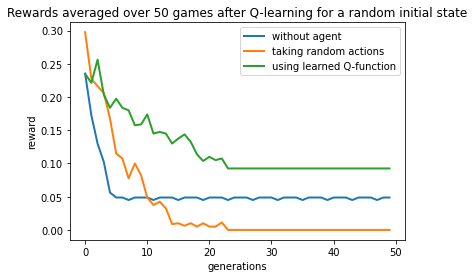 Rewards averaged over 50 games after Q-learning for a random initial state
reward
0.30
0.25
0.20
0.15
0.10
0.05
0.00
without agent
taking random actions
using learned Q-function
0 10 20 30 40 50
generations